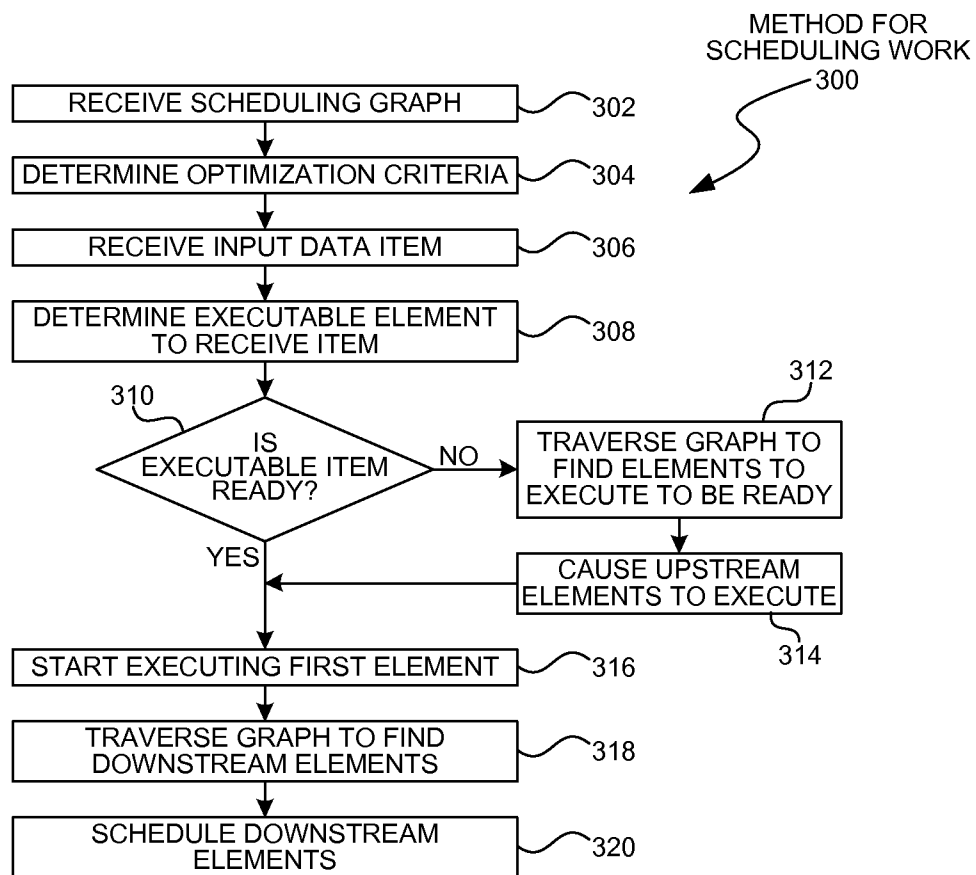 METHOD FOR
SCHEDULING WORK
300
RECEIVE SCHEDULING GRAPH
302
DETERMINE OPTIMIZATION CRITERIA
304
RECEIVE INPUT DATA ITEM
306
DETERMINE EXECUTABLE ELEMENT
TO RECEIVE ITEM
308
310
IS
EXECUTABLE ITEM
READY?
NO
312
TRAVERSE GRAPH TO
FIND ELEMENTS TO
EXECUTE TO BE READY
YES
CAUSE UPSTREAM
ELEMENTS TO EXECUTE
314
START EXECUTING FIRST ELEMENT
316
TRAVERSE GRAPH TO FIND
DOWNSTREAM ELEMENTS
318
SCHEDULE DOWNSTREAM
ELEMENTS
320